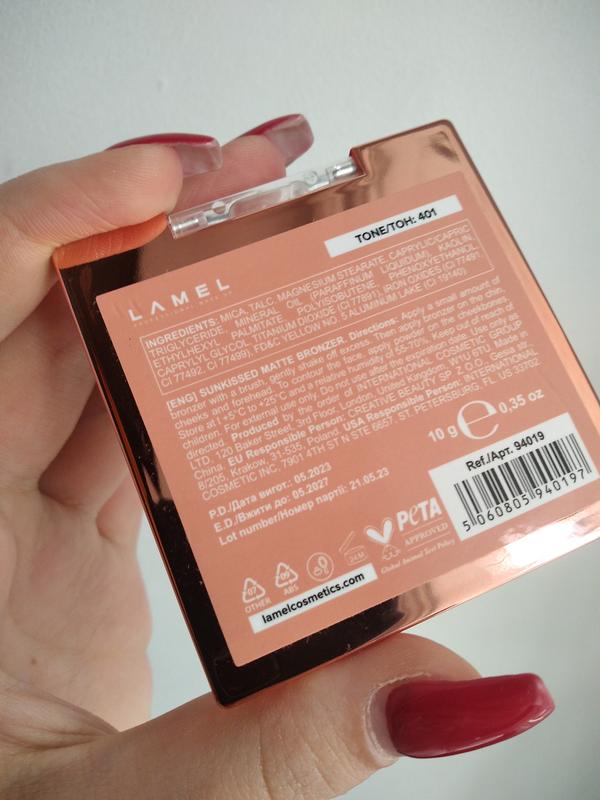 TONE/ТОН: 401
LAMEL
PROFESSIONAL MAKE UP
INGREDIENTS: MICA, TALC, MAGNESIUM STEARATE, CAPRYLIC/CAPRIC
TRIGLYCERIDE, MINERAL OIL (PARAFFINUM LIQUIDUM), KAOLIN,
ETHYLHEXYL PALMITATE, POLYISOBUTENE, PHENOXYETHANOL,
CAPRYLYL GLYCOL, TITANIUM DIOXIDE (CI 77891), IRON OXIDES (CI 77491,
CI 77492, CI 77499), FD&C YELLOW NO. 5 ALUMINUM LAKE (CI 19140).
[ENG] SUNKISSED MATTE BRONZER. Directions: Apply a small amount of
bronzer with a brush, gently shake off excess. Then apply bronzer on the chin,
cheeks and forehead. To contour the face, apply powder on the cheekbones.
Store at t +5°C to +25°C and a relative humidity of 65-70%. Keep out of reach of
children. For external use only. Do not use after the expiration date. Use only as
directed. Produced by the order of INTERNATIONAL COSMETIC GROUP
LTD, 120 Baker Street, 3rd Floor, London, United Kingdom, W1U 6TU. Made in
China. EU Responsible Person: CREATIVE BEAUTY SP. Z O.O., Gęsia str.
8/205, Krakow, 31-535, Poland. USA Responsible Person: INTERNATIONAL
COSMETIC INC, 7901 4TH ST N STE 6657, ST. PETERSBURG, FL. US 33702
10 g ℮ 0,35 oz
P.D./Дата вигот.: 05.2023
E.D./Вжити до: 05.2027
Lot number/Номер партії: 21.05.23
Ref./Арт. 94019
5 060805 940197
PETA
APPROVED
Global Animal Test Policy
24M
07
OTHER
09
ABS
lamelcosmetics.com